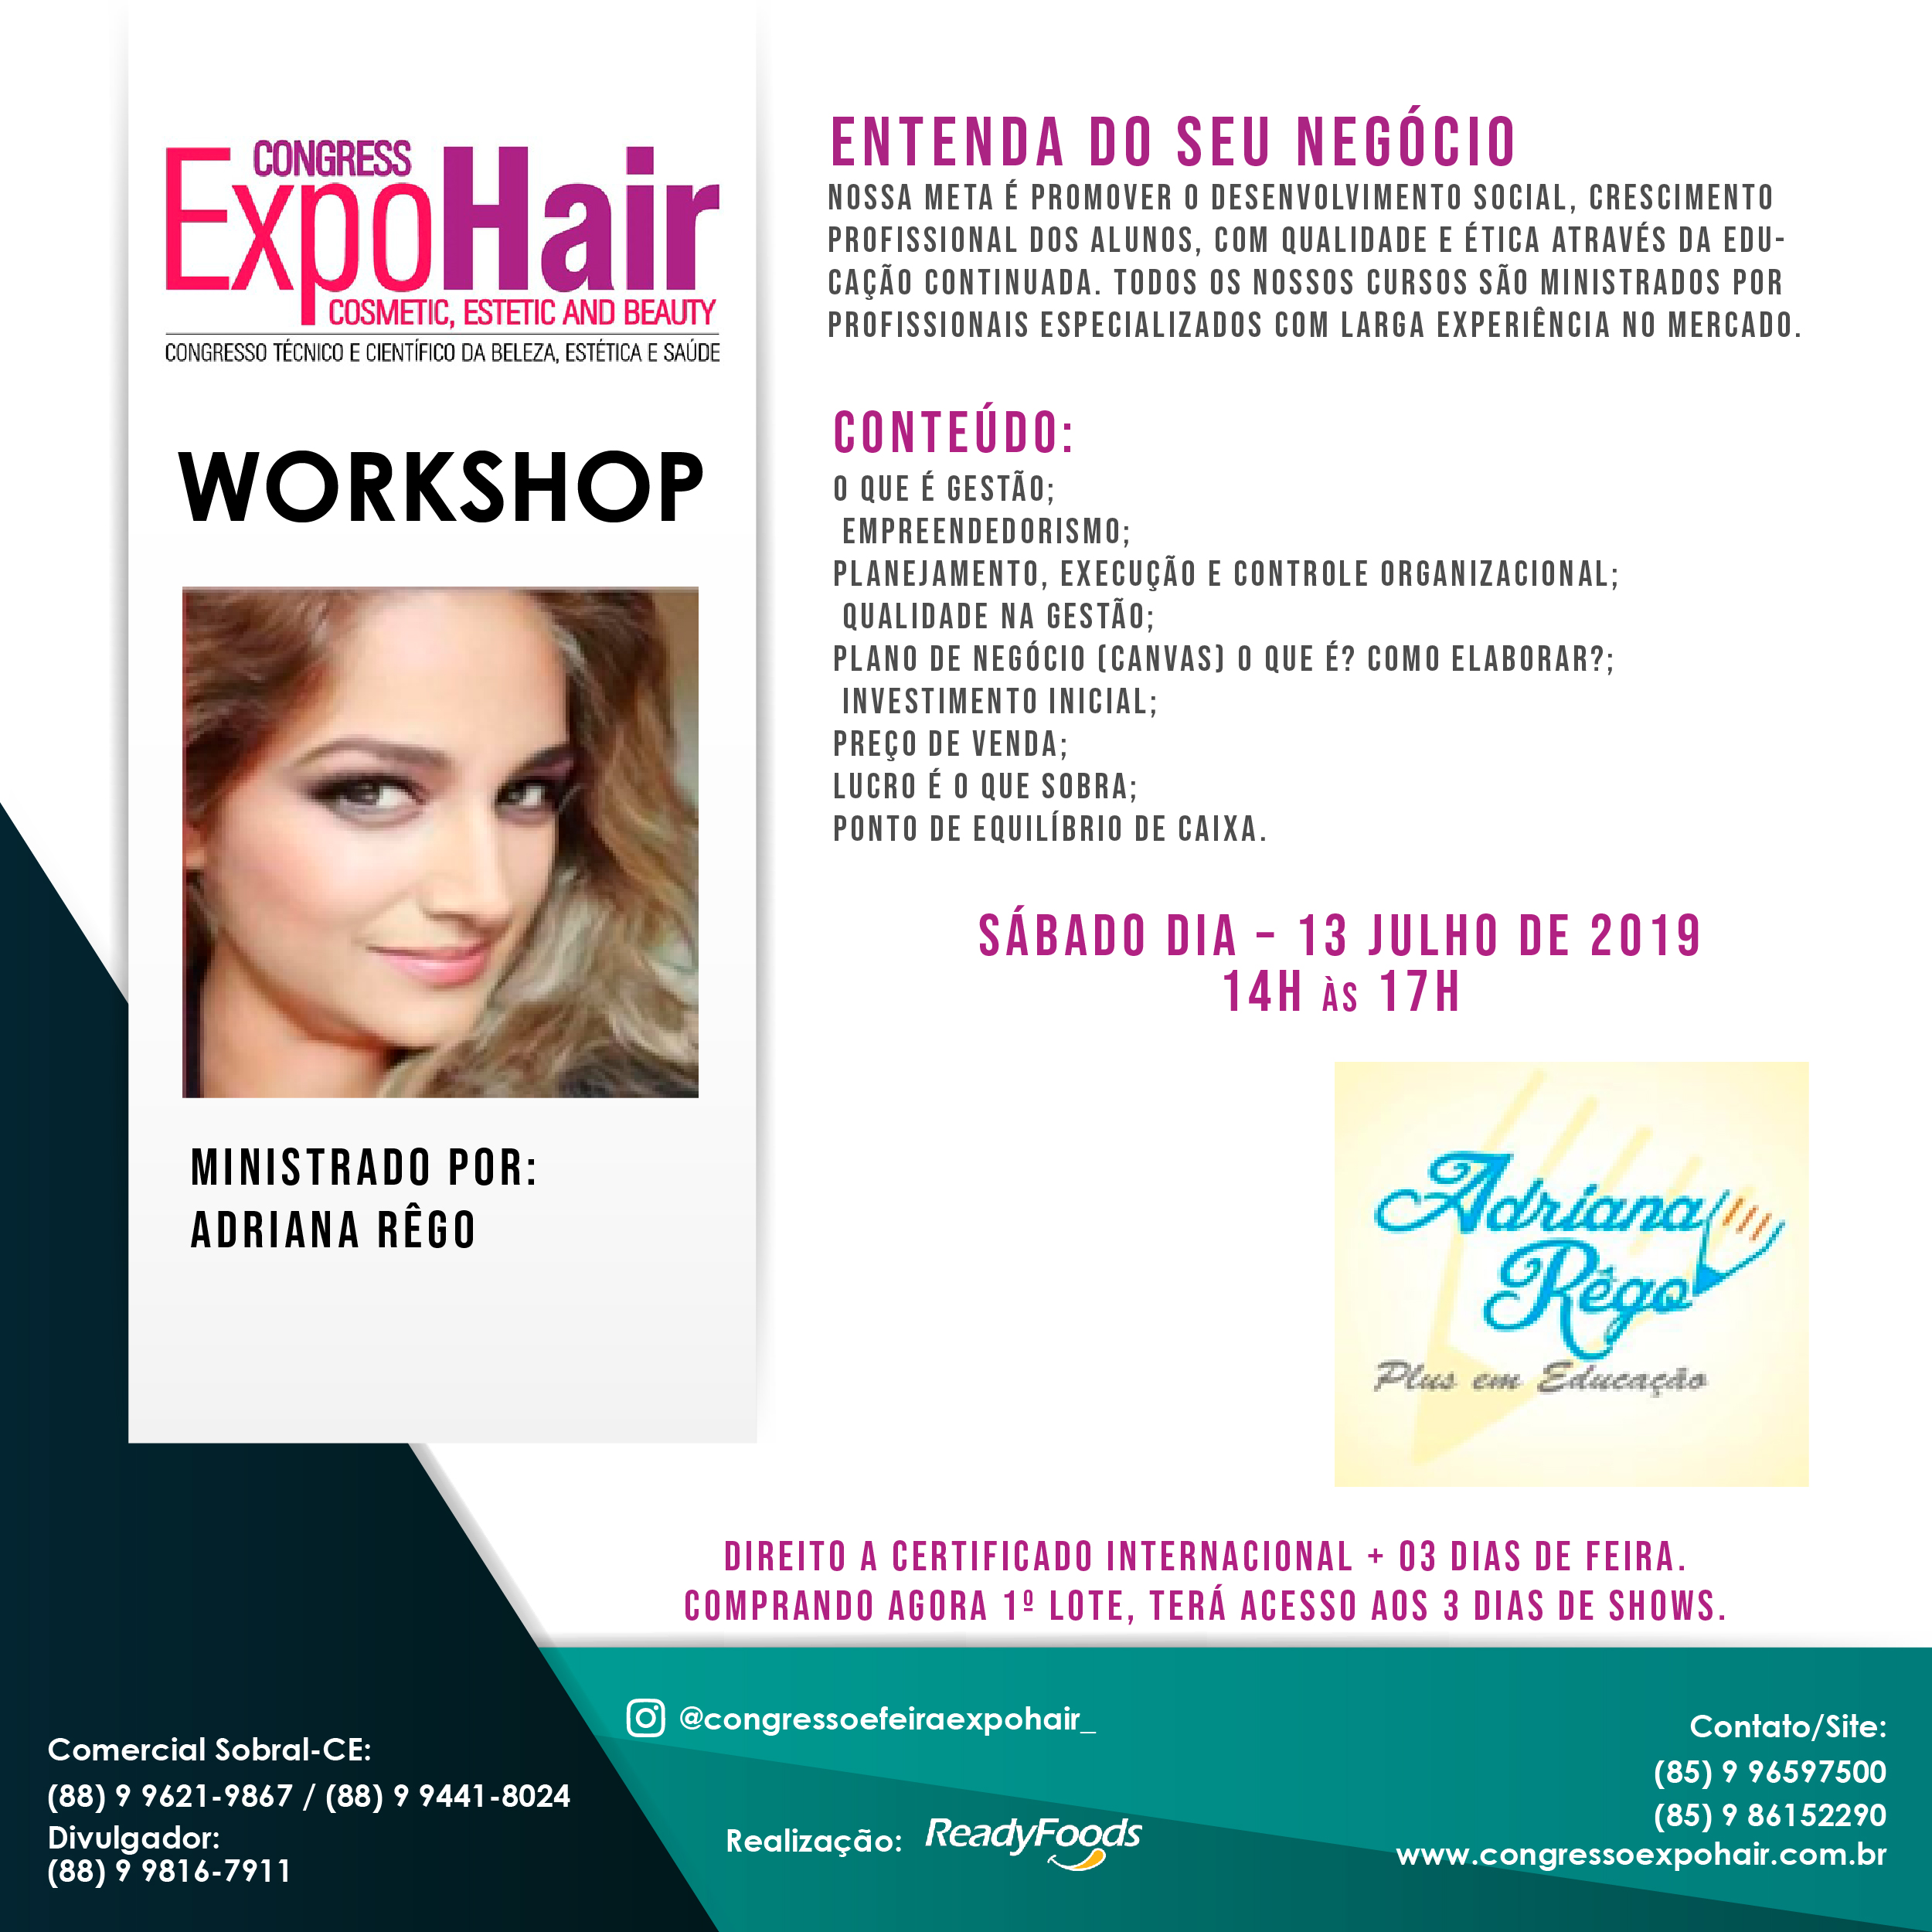 CONGRESS
ExpoHair
COSMETIC, ESTETIC AND BEAUTY
CONGRESSO TÉCNICO E CIENTÍFICO DA BELEZA, ESTÉTICA E SAÚDE
WORKSHOP
MINISTRADO POR:
ADRIANA RÊGO
ENTENDA DO SEU NEGÓCIO
NOSSA META É PROMOVER O DESENVOLVIMENTO SOCIAL, CRESCIMENTO
PROFISSIONAL DOS ALUNOS, COM QUALIDADE E ÉTICA ATRAVÉS DA EDU-
CAÇÃO CONTINUADA. TODOS OS NOSSOS CURSOS SÃO MINISTRADOS POR
PROFISSIONAIS ESPECIALIZADOS COM LARGA EXPERIÊNCIA NO MERCADO.
CONTEÚDO:
O QUE É GESTÃO;
EMPREENDEDORISMO;
PLANEJAMENTO, EXECUÇÃO E CONTROLE ORGANIZACIONAL;
QUALIDADE NA GESTÃO;
PLANO DE NEGÓCIO (CANVAS) O QUE É? COMO ELABORAR?;
INVESTIMENTO INICIAL;
PREÇO DE VENDA;
LUCRO É O QUE SOBRA;
PONTO DE EQUILÍBRIO DE CAIXA.
SÁBADO DIA – 13 JULHO DE 2019
14H ÀS 17H
Adriana
Rêgo
Plus em Educação
DIREITO A CERTIFICADO INTERNACIONAL + 03 DIAS DE FEIRA.
COMPRANDO AGORA 1º LOTE, TERÁ ACESSO AOS 3 DIAS DE SHOWS.
Comercial Sobral-CE:
(88) 9 9621-9867 / (88) 9 9441-8024
Divulgador:
(88) 9 9816-7911
@congressoefeiraexpohair_
Realização: ReadyFoods
Contato/Site:
(85) 9 96597500
(85) 9 86152290
www.congressoexpohair.com.br